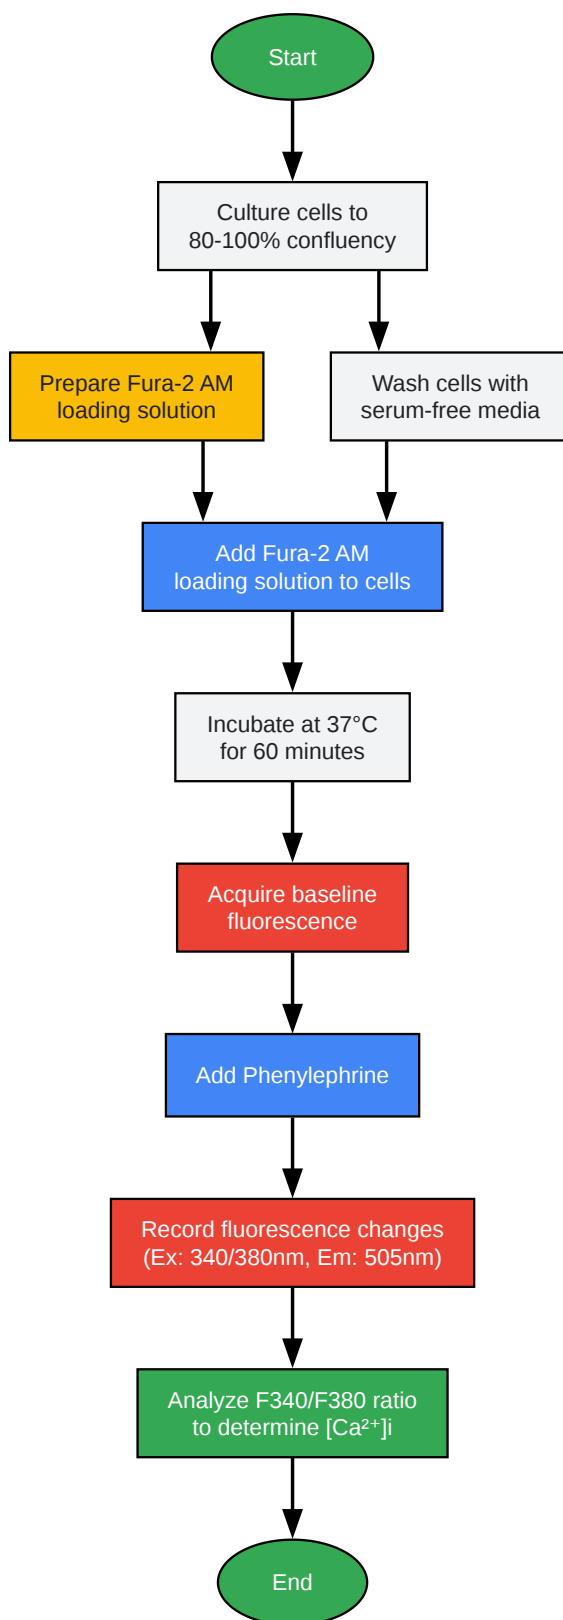 Start
Culture cells to
80-100% confluency
Prepare Fura-2 AM
loading solution
Wash cells with
serum-free media
Add Fura-2 AM
loading solution to cells
Incubate at 37°C
for 60 minutes
Acquire baseline
fluorescence
Add Phenylephrine
Record fluorescence changes
(Ex: 340/380nm, Em: 505nm)
Analyze F340/F380 ratio
to determine [Ca²⁺]i
End